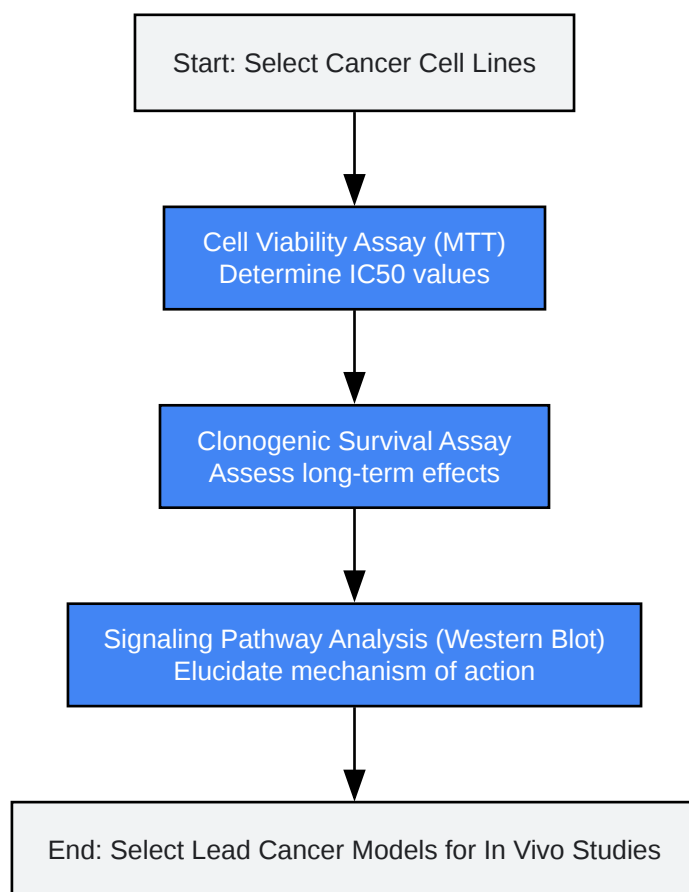 Start: Select Cancer Cell Lines
Cell Viability Assay (MTT)
Determine IC50 values
Clonogenic Survival Assay
Assess long-term effects
Signaling Pathway Analysis (Western Blot)
Elucidate mechanism of action
End: Select Lead Cancer Models for In Vivo Studies